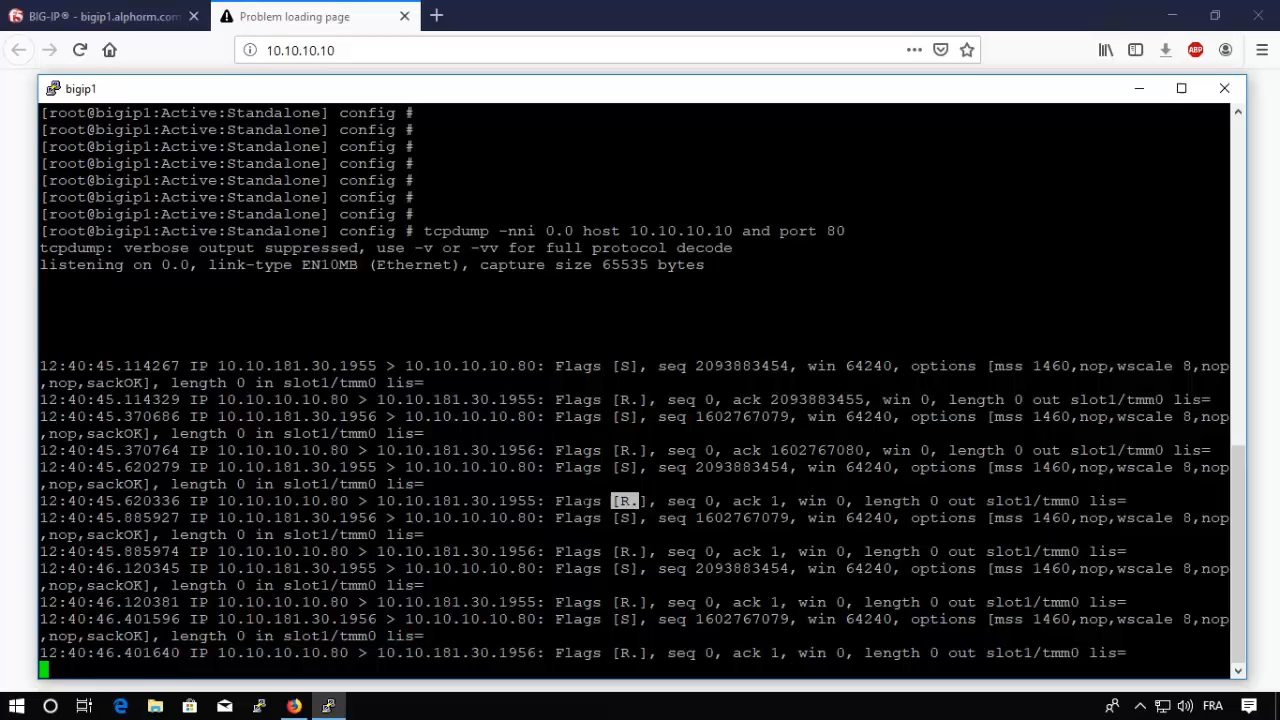 BIG-IP® - bigip1.alphorm.com
Problem loading page
10.10.10.10
ABP
bigip1
[root@bigip1:Active:Standalone] config #
[root@bigip1:Active:Standalone] config #
[root@bigip1:Active:Standalone] config #
[root@bigip1:Active:Standalone] config #
[root@bigip1:Active:Standalone] config #
[root@bigip1:Active:Standalone] config #
[root@bigip1:Active:Standalone] config #
[root@bigip1:Active:Standalone] config # tcpdump -nni 0.0 host 10.10.10.10 and port 80
tcpdump: verbose output suppressed, use -v or -vv for full protocol decode
listening on 0.0, link-type EN10MB (Ethernet), capture size 65535 bytes
12:40:45.114267 IP 10.10.181.30.1955 > 10.10.10.10.80: Flags [S], seq 2093883454, win 64240, options [mss 1460,nop,wscale 8,nop
,nop,sackOK], length 0 in slot1/tmm0 lis=
12:40:45.114329 IP 10.10.10.10.80 > 10.10.181.30.1955: Flags [R.], seq 0, ack 2093883455, win 0, length 0 out slot1/tmm0 lis=
12:40:45.370686 IP 10.10.181.30.1956 > 10.10.10.10.80: Flags [S], seq 1602767079, win 64240, options [mss 1460,nop,wscale 8,nop
,nop,sackOK], length 0 in slot1/tmm0 lis=
12:40:45.370764 IP 10.10.10.10.80 > 10.10.181.30.1956: Flags [R.], seq 0, ack 1602767080, win 0, length 0 out slot1/tmm0 lis=
12:40:45.620279 IP 10.10.181.30.1955 > 10.10.10.10.80: Flags [S], seq 2093883454, win 64240, options [mss 1460,nop,wscale 8,nop
,nop,sackOK], length 0 in slot1/tmm0 lis=
12:40:45.620336 IP 10.10.10.10.80 > 10.10.181.30.1955: Flags [R.], seq 0, ack 1, win 0, length 0 out slot1/tmm0 lis=
12:40:45.885927 IP 10.10.181.30.1956 > 10.10.10.10.80: Flags [S], seq 1602767079, win 64240, options [mss 1460,nop,wscale 8,nop
,nop,sackOK], length 0 in slot1/tmm0 lis=
12:40:45.885974 IP 10.10.10.10.80 > 10.10.181.30.1956: Flags [R.], seq 0, ack 1, win 0, length 0 out slot1/tmm0 lis=
12:40:46.120345 IP 10.10.181.30.1955 > 10.10.10.10.80: Flags [S], seq 2093883454, win 64240, options [mss 1460,nop,wscale 8,nop
,nop,sackOK], length 0 in slot1/tmm0 lis=
12:40:46.120381 IP 10.10.10.10.80 > 10.10.181.30.1955: Flags [R.], seq 0, ack 1, win 0, length 0 out slot1/tmm0 lis=
12:40:46.401596 IP 10.10.181.30.1956 > 10.10.10.10.80: Flags [S], seq 1602767079, win 64240, options [mss 1460,nop,wscale 8,nop
,nop,sackOK], length 0 in slot1/tmm0 lis=
12:40:46.401640 IP 10.10.10.10.80 > 10.10.181.30.1956: Flags [R.], seq 0, ack 1, win 0, length 0 out slot1/tmm0 lis=
FRA